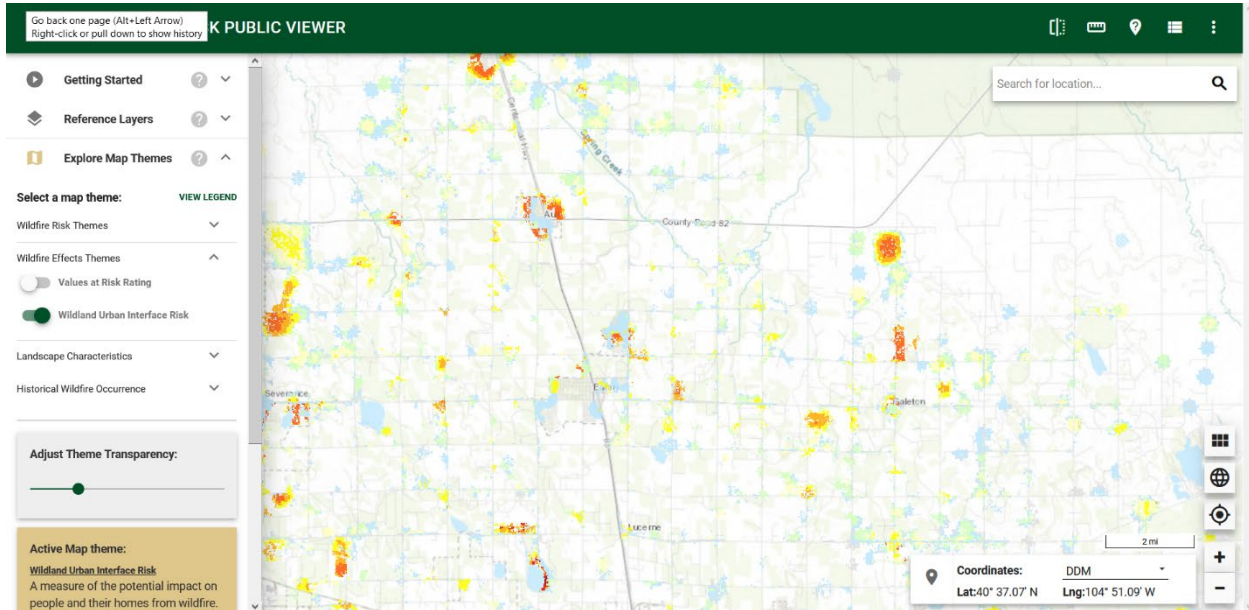 Go back one page (Alt+Left Arrow)
Right-click or pull down to show history
K PUBLIC VIEWER
Getting Started
Reference Layers
Explore Map Themes
Select a map theme: VIEW LEGEND
Wildfire Risk Themes
Wildfire Effects Themes
Values at Risk Rating
Wildland Urban Interface Risk
Landscape Characteristics
Historical Wildfire Occurrence
Adjust Theme Transparency:
Active Map theme:
Wildland Urban Interface Risk
A measure of the potential impact on
people and their homes from wildfire.
Search for location...
Spring Creek
Au
County Road 82
Severance
Galeton
Lucerne
2 mi
Coordinates: DDM
Lat:40° 37.07' N Lng:104° 51.09' W